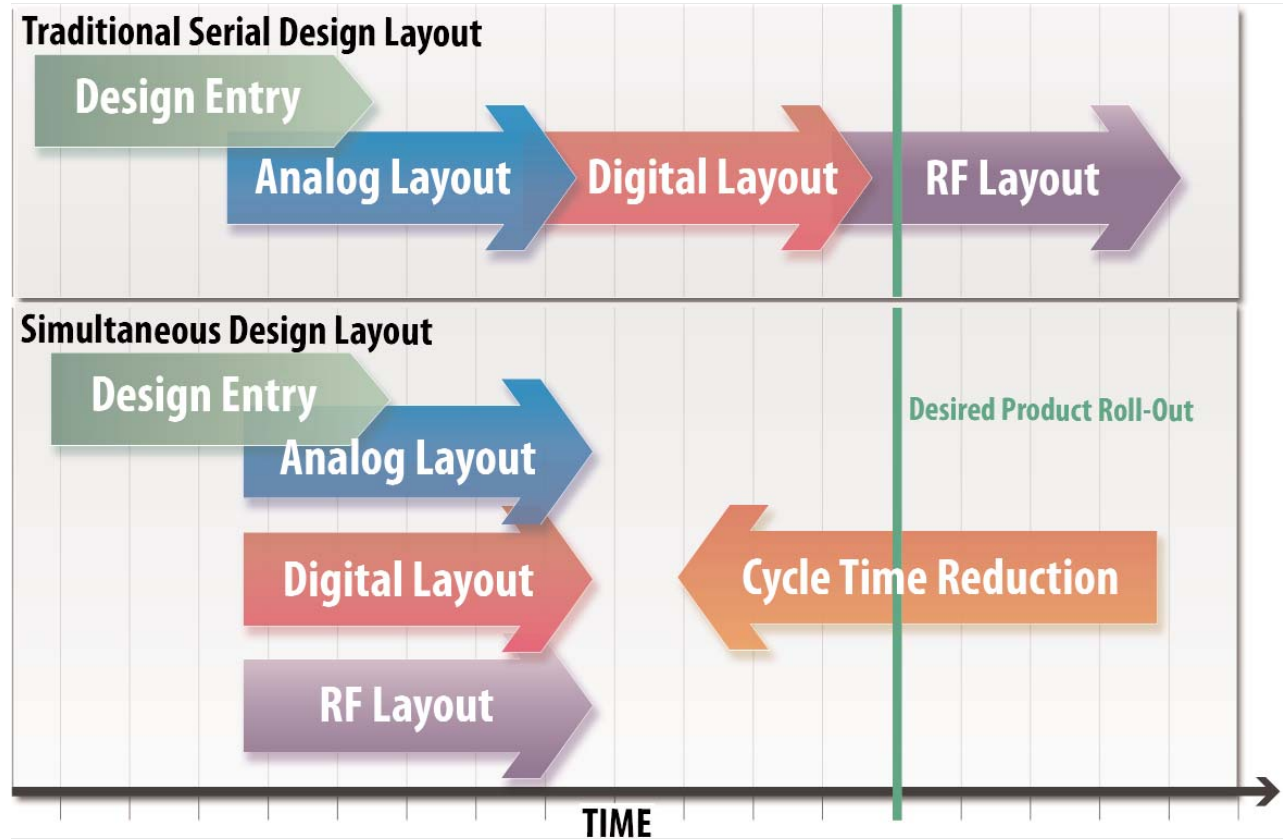 Traditional Serial Design Layout
Design Entry
Analog Layout
Digital Layout
RF Layout
Simultaneous Design Layout
Design Entry
Desired Product Roll-Out
Analog Layout
Digital Layout
Cycle Time Reduction
RF Layout
TIME